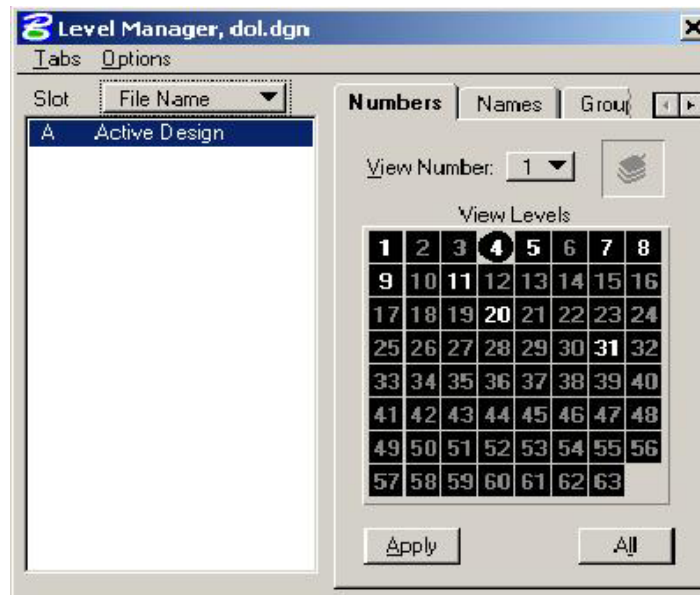 Level Manager, dol.dgn
Tabs Options
Slot File Name
A Active Design
Numbers Names Group
View Number: 1
View Levels
1 2 3 4 5 6 7 8
9 10 11 12 13 14 15 16
17 18 19 20 21 22 23 24
25 26 27 28 29 30 31 32
33 34 35 36 37 38 39 40
41 42 43 44 45 46 47 48
49 50 51 52 53 54 55 56
57 58 59 60 61 62 63
Apply All